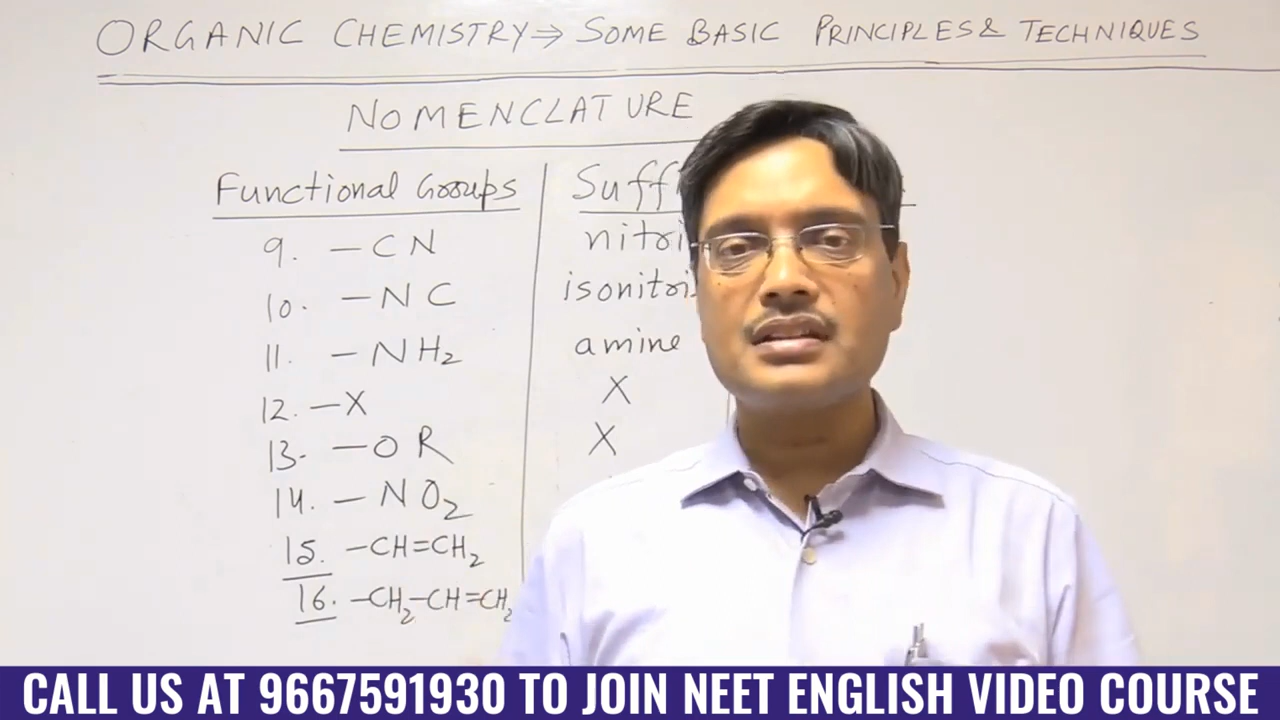 ORGANIC CHEMISTRY → SOME BASIC PRINCIPLES & TECHNIQUES
NOMENCLATURE
Functional Groups
9. -CN
10. -NC
11. -NH₂ amine
12. -X X
13. -OR X
14. -NO₂
15. -CH=CH₂
16. -CH₂-CH=CH₂
CALL US AT 9667591930 TO JOIN NEET ENGLISH VIDEO COURSE